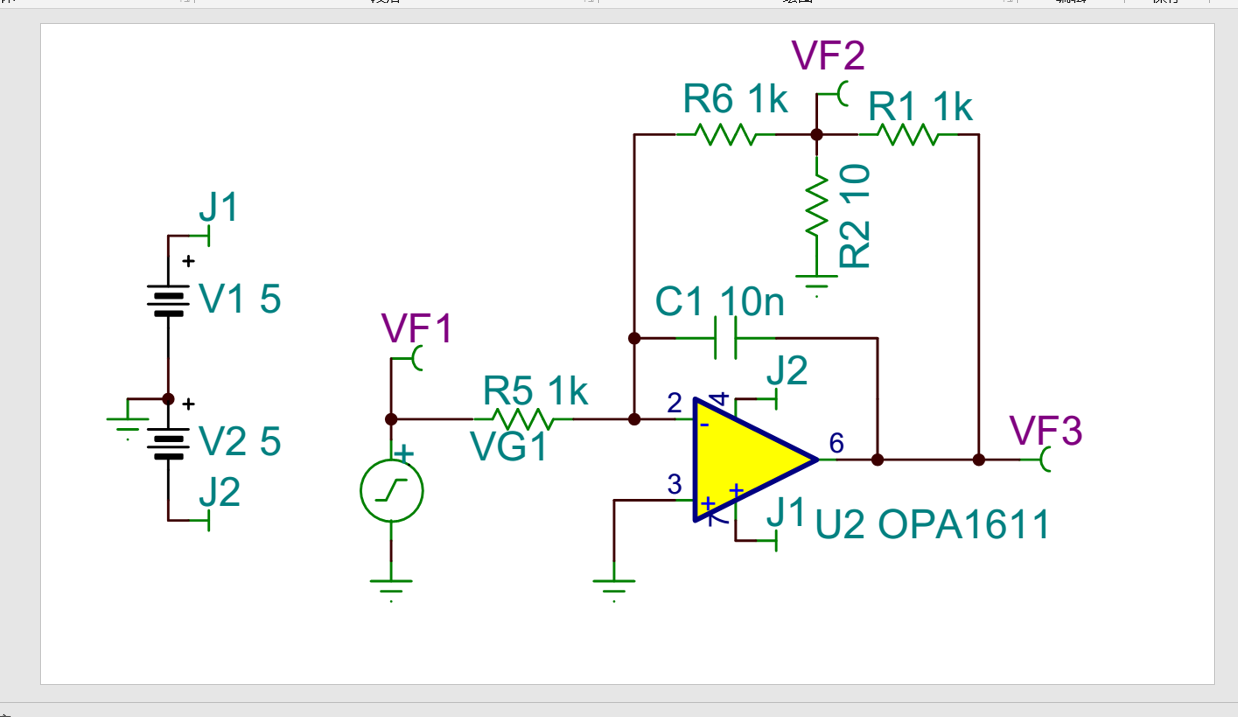 VF2
R6 1k
R1 1k
R2 10
J1
+
V1 5
+
V2 5
J2
VF1
R5 1k
VG1
+
C1 10n
J2
2
4
-
6
VF3
3
+
+
7
J1
U2 OPA1611